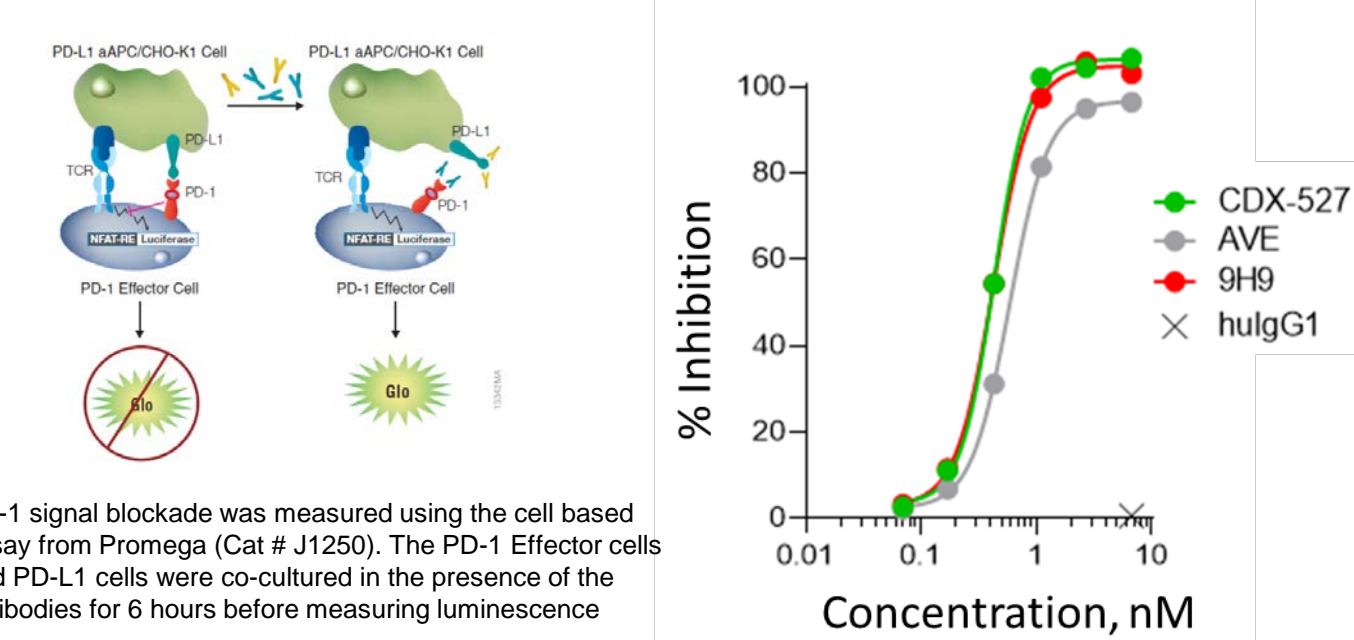 PD-L1 aAPC/CHO-K1 Cell
PD-L1 aAPC/CHO-K1 Cell
PD-L1
TCR
PD-1
NFAT-RE Luciferase
PD-1 Effector Cell
Glo
PD-L1
TCR
PD-1
NFAT-RE Luciferase
PD-1 Effector Cell
Glo
13342MA
-1 signal blockade was measured using the cell based
say from Promega (Cat # J1250). The PD-1 Effector cells
d PD-L1 cells were co-cultured in the presence of the
ibodies for 6 hours before measuring luminescence
% Inhibition
100
80
60
40
20
0
0.01 0.1 1 10
Concentration, nM
CDX-527
AVE
9H9
huIgG1